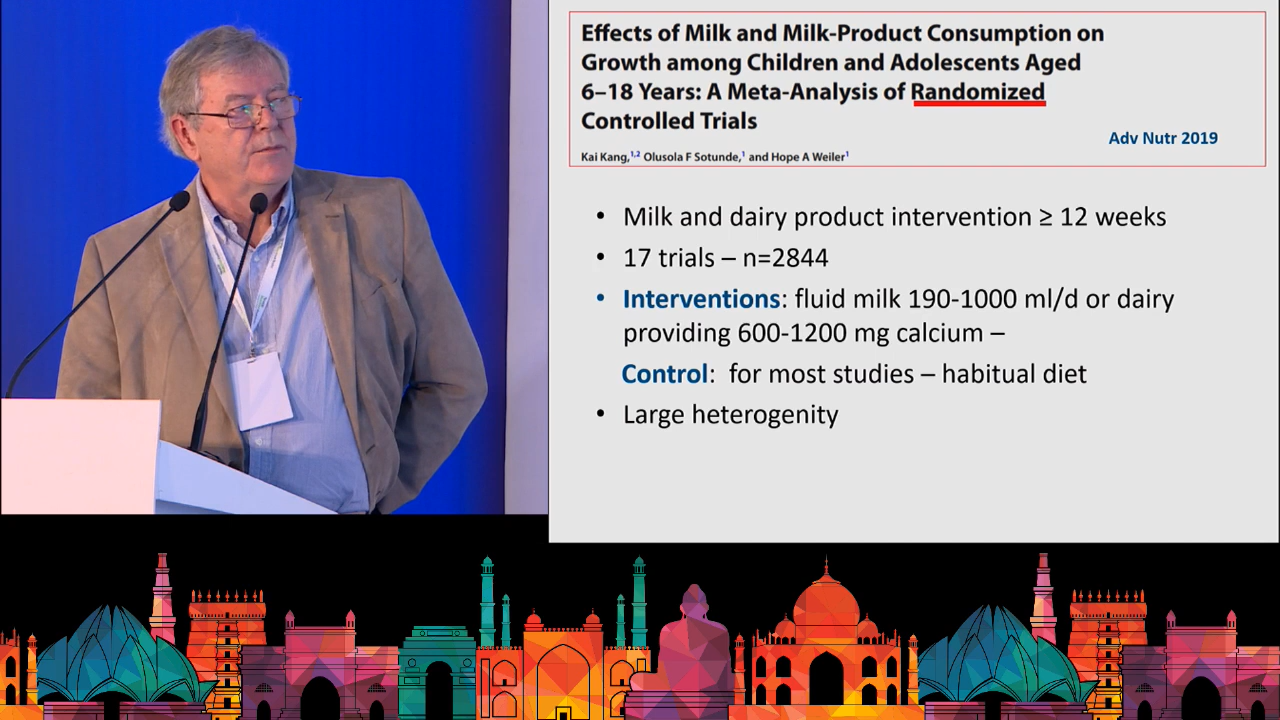 Effects of Milk and Milk-Product Consumption on
Growth among Children and Adolescents Aged
6–18 Years: A Meta-Analysis of Randomized
Controlled Trials
Adv Nutr 2019
Kai Kang,1,2 Olusola F Sotunde,1 and Hope A Weiler1
• Milk and dairy product intervention ≥ 12 weeks
• 17 trials – n=2844
• Interventions: fluid milk 190-1000 ml/d or dairy
providing 600-1200 mg calcium –
Control: for most studies – habitual diet
• Large heterogenity